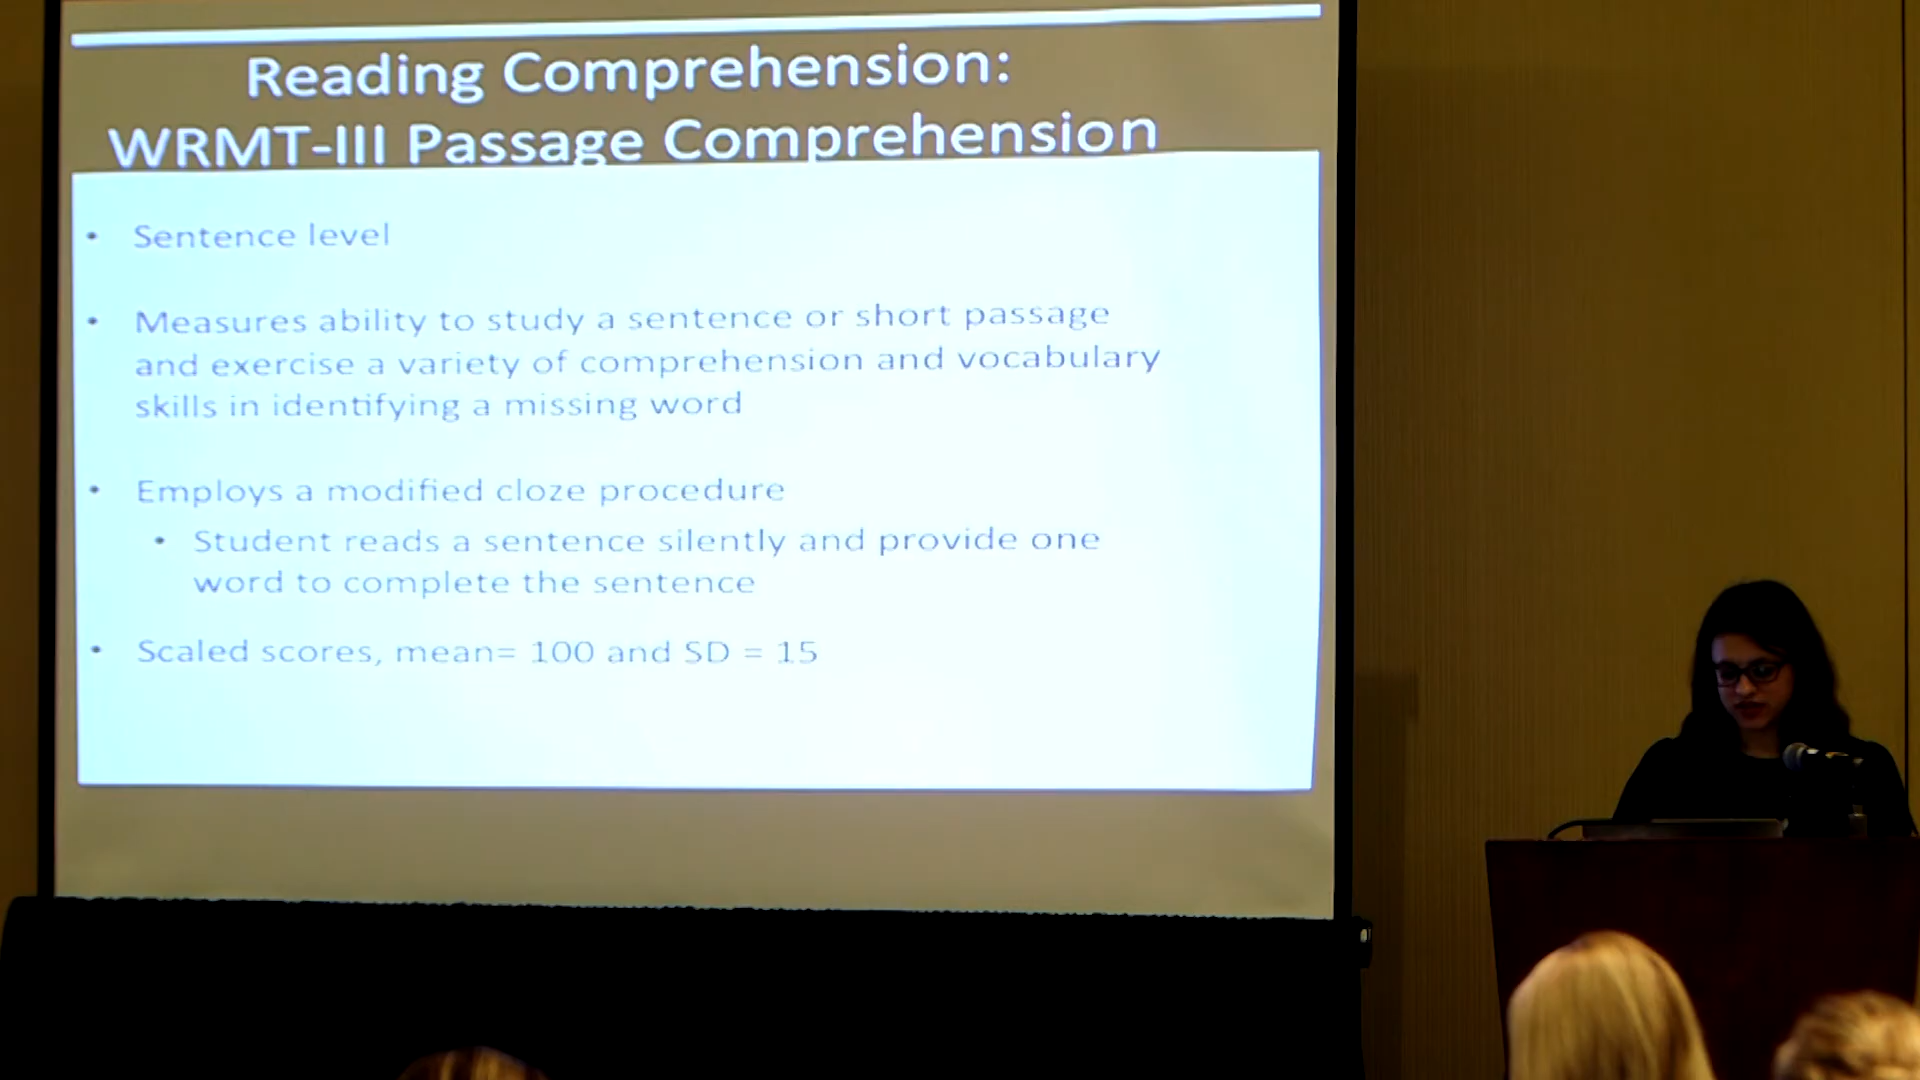 Reading Comprehension:
WRMT-III Passage Comprehension
• Sentence level
• Measures ability to study a sentence or short passage
and exercise a variety of comprehension and vocabulary
skills in identifying a missing word
• Employs a modified cloze procedure
• Student reads a sentence silently and provide one
word to complete the sentence
• Scaled scores, mean= 100 and SD = 15